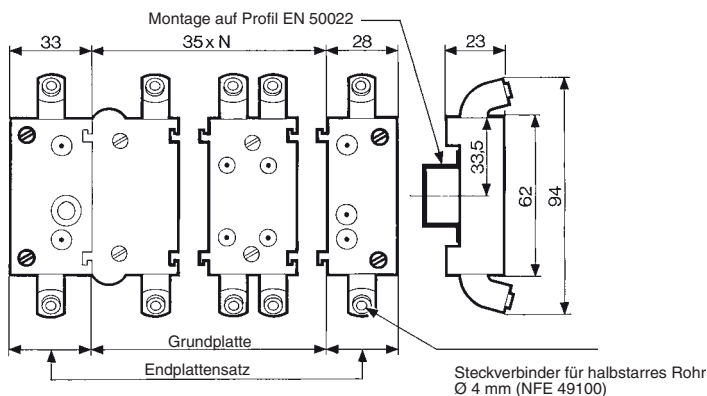 Montage auf Profil EN 50022
33
35 x N
28
23
33,5
62
94
Grundplatte
Endplattensatz
Steckverbinder für halbstarres Rohr
Ø 4 mm (NFE 49100)